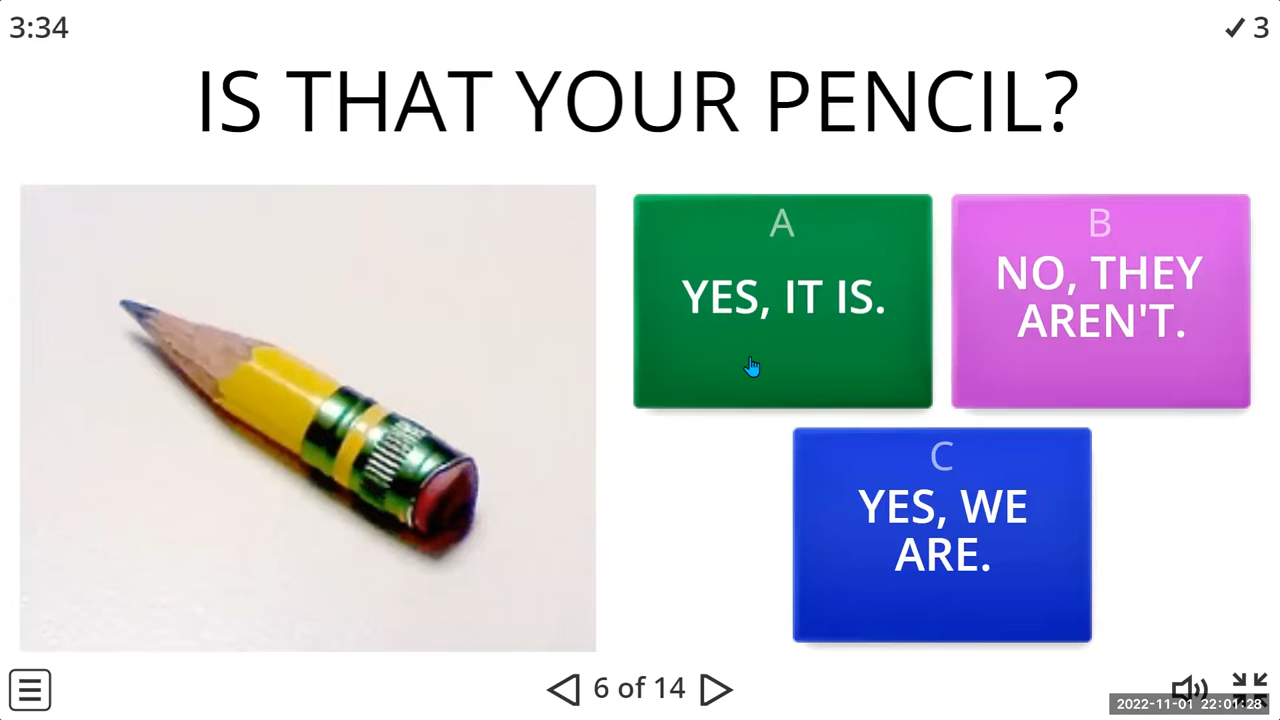 3:34
✓ 3
IS THAT YOUR PENCIL?
A
YES, IT IS.
B
NO, THEY
AREN'T.
C
YES, WE
ARE.
6 of 14
2022-11-01 22:01:28